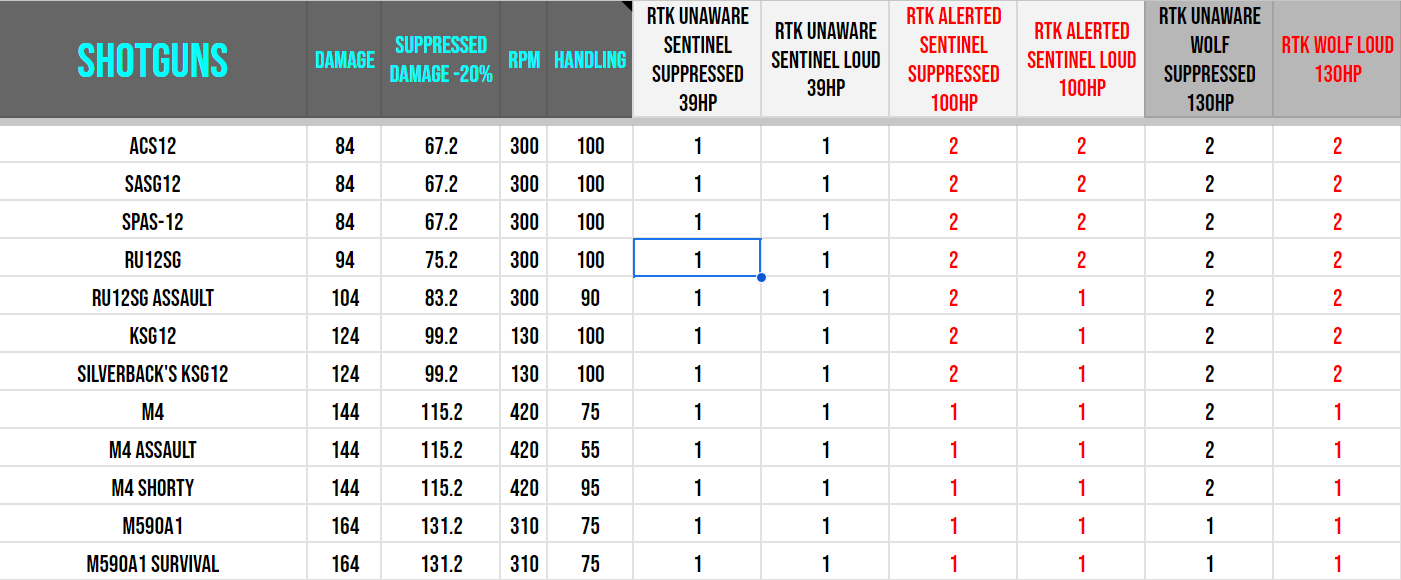 SHOTGUNS DAMAGE SUPPRESSED DAMAGE -20% RPM HANDLING RTK UNAWARE SENTINEL SUPPRESSED 39HP RTK UNAWARE SENTINEL LOUD 39HP RTK ALERTED SENTINEL SUPPRESSED 100HP RTK ALERTED SENTINEL LOUD 100HP RTK UNAWARE WOLF SUPPRESSED 130HP RTK WOLF LOUD 130HP
ACS12 84 67.2 300 100 1 1 2 2 2 2
SASG12 84 67.2 300 100 1 1 2 2 2 2
SPAS-12 84 67.2 300 100 1 1 2 2 2 2
RU12SG 94 75.2 300 100 1 1 2 2 2 2
RU12SG ASSAULT 104 83.2 300 90 1 1 2 1 2 2
KSG12 124 99.2 130 100 1 1 2 1 2 2
SILVERBACK'S KSG12 124 99.2 130 100 1 1 2 1 2 2
M4 144 115.2 420 75 1 1 1 1 2 1
M4 ASSAULT 144 115.2 420 55 1 1 1 1 2 1
M4 SHORTY 144 115.2 420 95 1 1 1 1 2 1
M590A1 164 131.2 310 75 1 1 1 1 1 1
M590A1 SURVIVAL 164 131.2 310 75 1 1 1 1 1 1